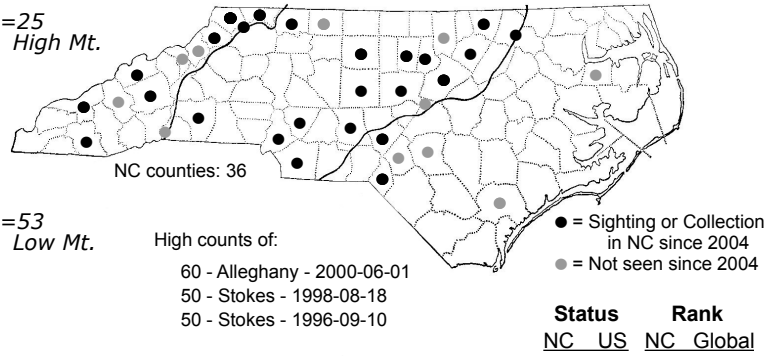 =25
High Mt.
NC counties: 36
=53
Low Mt.
High counts of:
60 - Alleghany - 2000-06-01
50 - Stokes - 1998-08-18
50 - Stokes - 1996-09-10
= Sighting or Collection
in NC since 2004
= Not seen since 2004
Status Rank
NC US NC Global